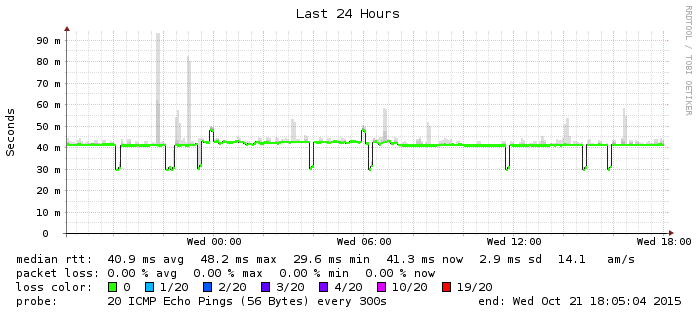 Last 24 Hours
RRDTOOL / TOBI OETIKER
Seconds
90 m
80 m
70 m
60 m
50 m
40 m
30 m
20 m
10 m
0
Wed 00:00 Wed 06:00 Wed 12:00 Wed 18:00
median rtt: 40.9 ms avg 48.2 ms max 29.6 ms min 41.3 ms now 2.9 ms sd 14.1 am/s
packet loss: 0.00 % avg 0.00 % max 0.00 % min 0.00 % now
loss color: 0 1/20 2/20 3/20 4/20 10/20 19/20
probe: 20 ICMP Echo Pings (56 Bytes) every 300s end: Wed Oct 21 18:05:04 2015